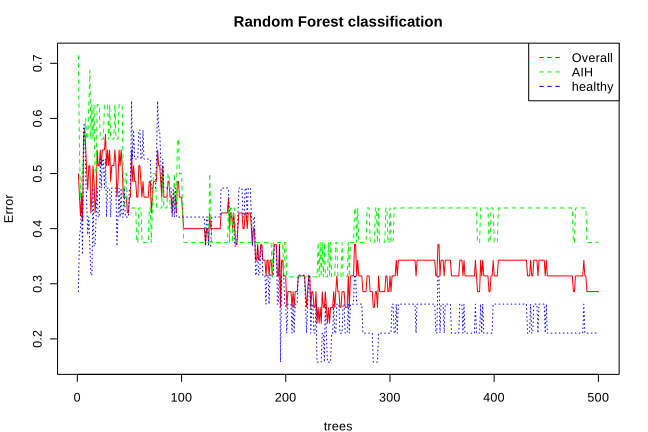 Random Forest classification
Overall
AIH
healthy
Error
0.7
0.6
0.5
0.4
0.3
0.2
0 100 200 300 400 500
trees